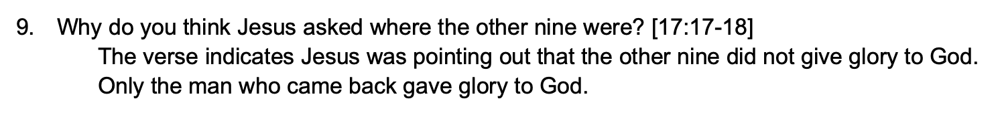 9. Why do you think Jesus asked where the other nine were? [17:17-18]
The verse indicates Jesus was pointing out that the other nine did not give glory to God.
Only the man who came back gave glory to God.